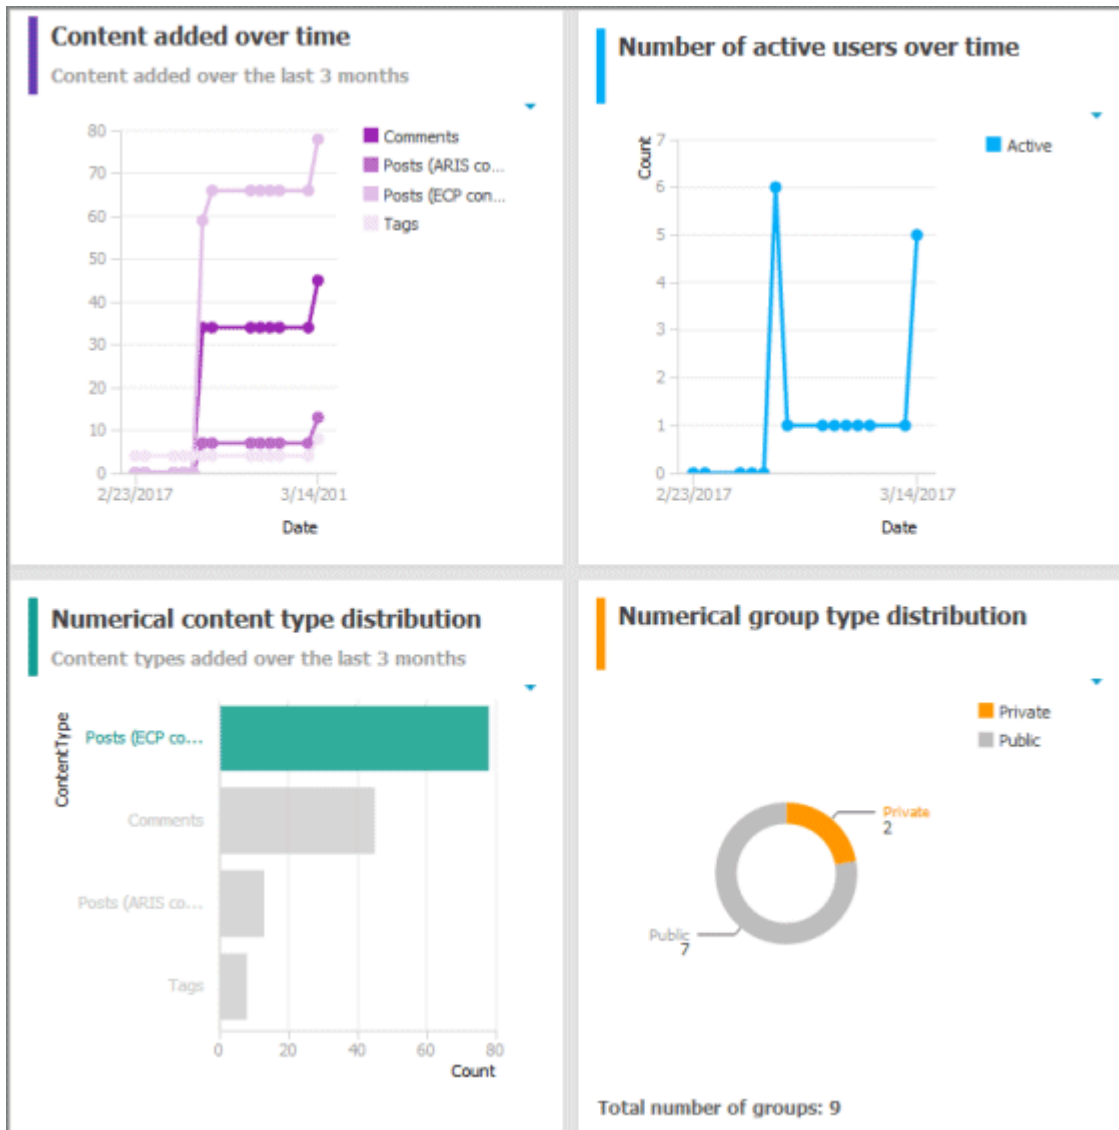 Content added over time
Content added over the last 3 months
80
70
60
50
40
30
20
10
0
2/23/2017
3/14/201
Date
Comments
Posts (ARIS co...
Posts (ECP con...
Tags
Number of active users over time
Count
7
6
5
4
3
2
1
0
2/23/2017
3/14/2017
Date
Active
Numerical content type distribution
Content types added over the last 3 months
ContentType
Posts (ECP co...
Comments
Posts (ARIS co...
Tags
0 20 40 60 80
Count
Numerical group type distribution
Private
Public
Private
2
Public
7
Total number of groups: 9